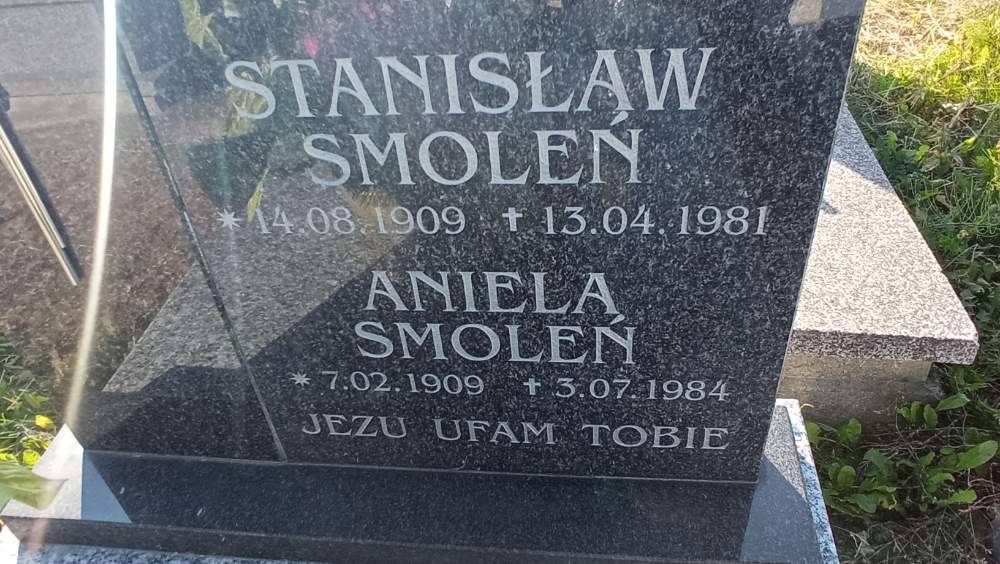 STANISŁAW
SMOLEŃ
* 14.08.1909 ✝ 13.04.1981
ANIELA
SMOLEŃ
* 7.02.1909 ✝ 3.07.1984
JEZU UFAM TOBIE